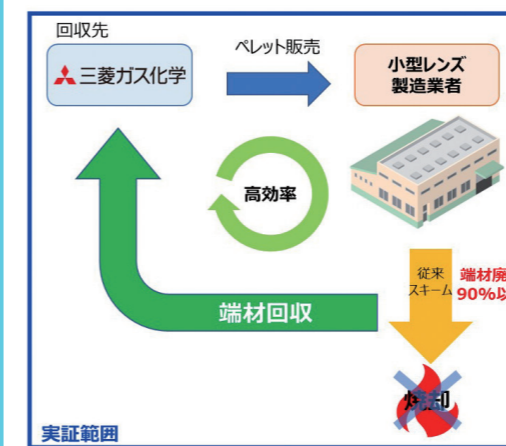 回収先
三菱ガス化学
ペレット販売
小型レンズ
製造業者
高効率
従来
スキーム
端材廃
90%以
端材回収
焼却
実証範囲